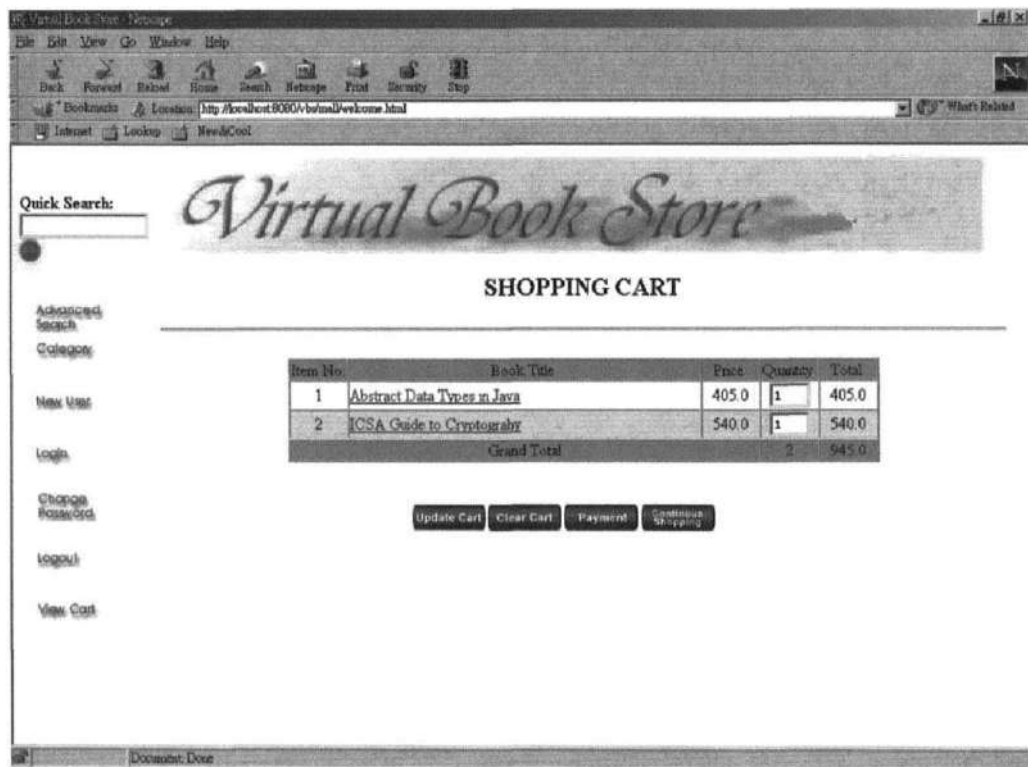 Virtual Book Store - Netscape
File Edit View Go Window Help
Back Forward Reload Home Search Netscape Print Security Stop
Bookmarks Location: http://localhost:8080/vbs/mall/welcome.html What's Related
Internet Lookup New&Cool
Quick Search:
Virtual Book Store
SHOPPING CART
Advanced
Search
Category
New User
Login
Change
Password
Logout
View Cart
Item No. Book Title Price Quantity Total
1 Abstract Data Types in Java 405.0 1 405.0
2 ICSA Guide to Cryptograhy 540.0 1 540.0
Grand Total 2 945.0
Update Cart Clear Cart Payment Continue
Shopping
Document: Done